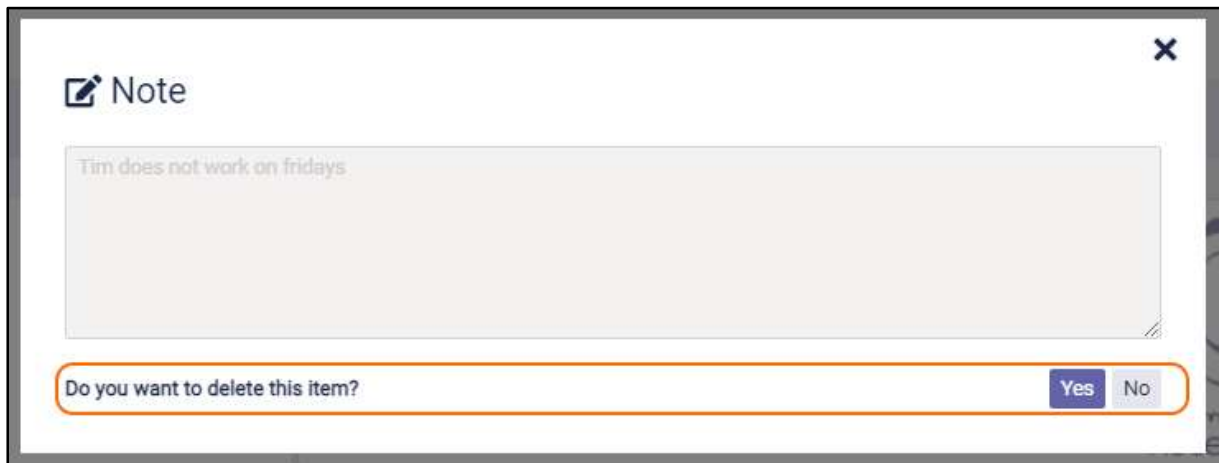 Note
Tim does not work on fridays
Do you want to delete this item?
Yes No